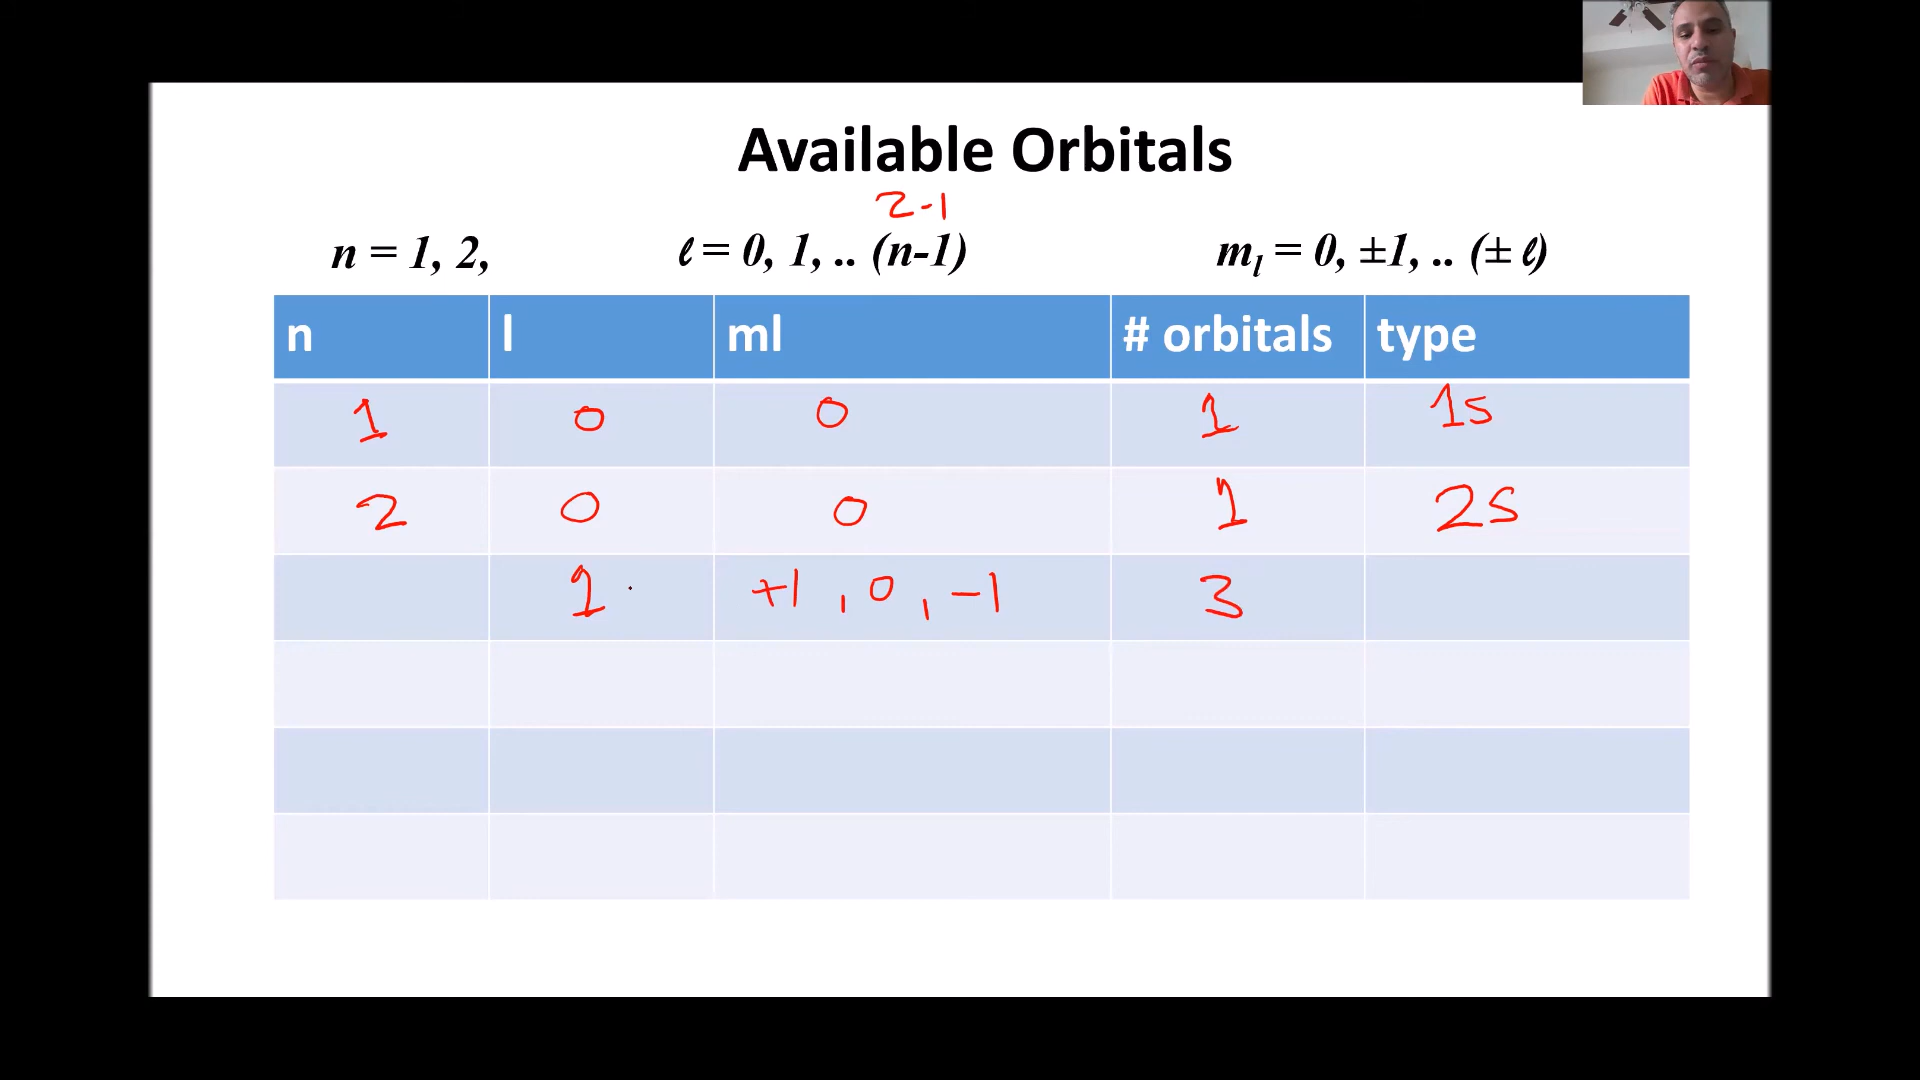 Available Orbitals
2-1
n = 1, 2, ℓ = 0, 1, .. (n-1) mₗ = 0, ±1, .. (± ℓ)
n l ml # orbitals type
1 0 0 1 1s
2 0 0 1 2s
1 +1 , 0 , -1 3